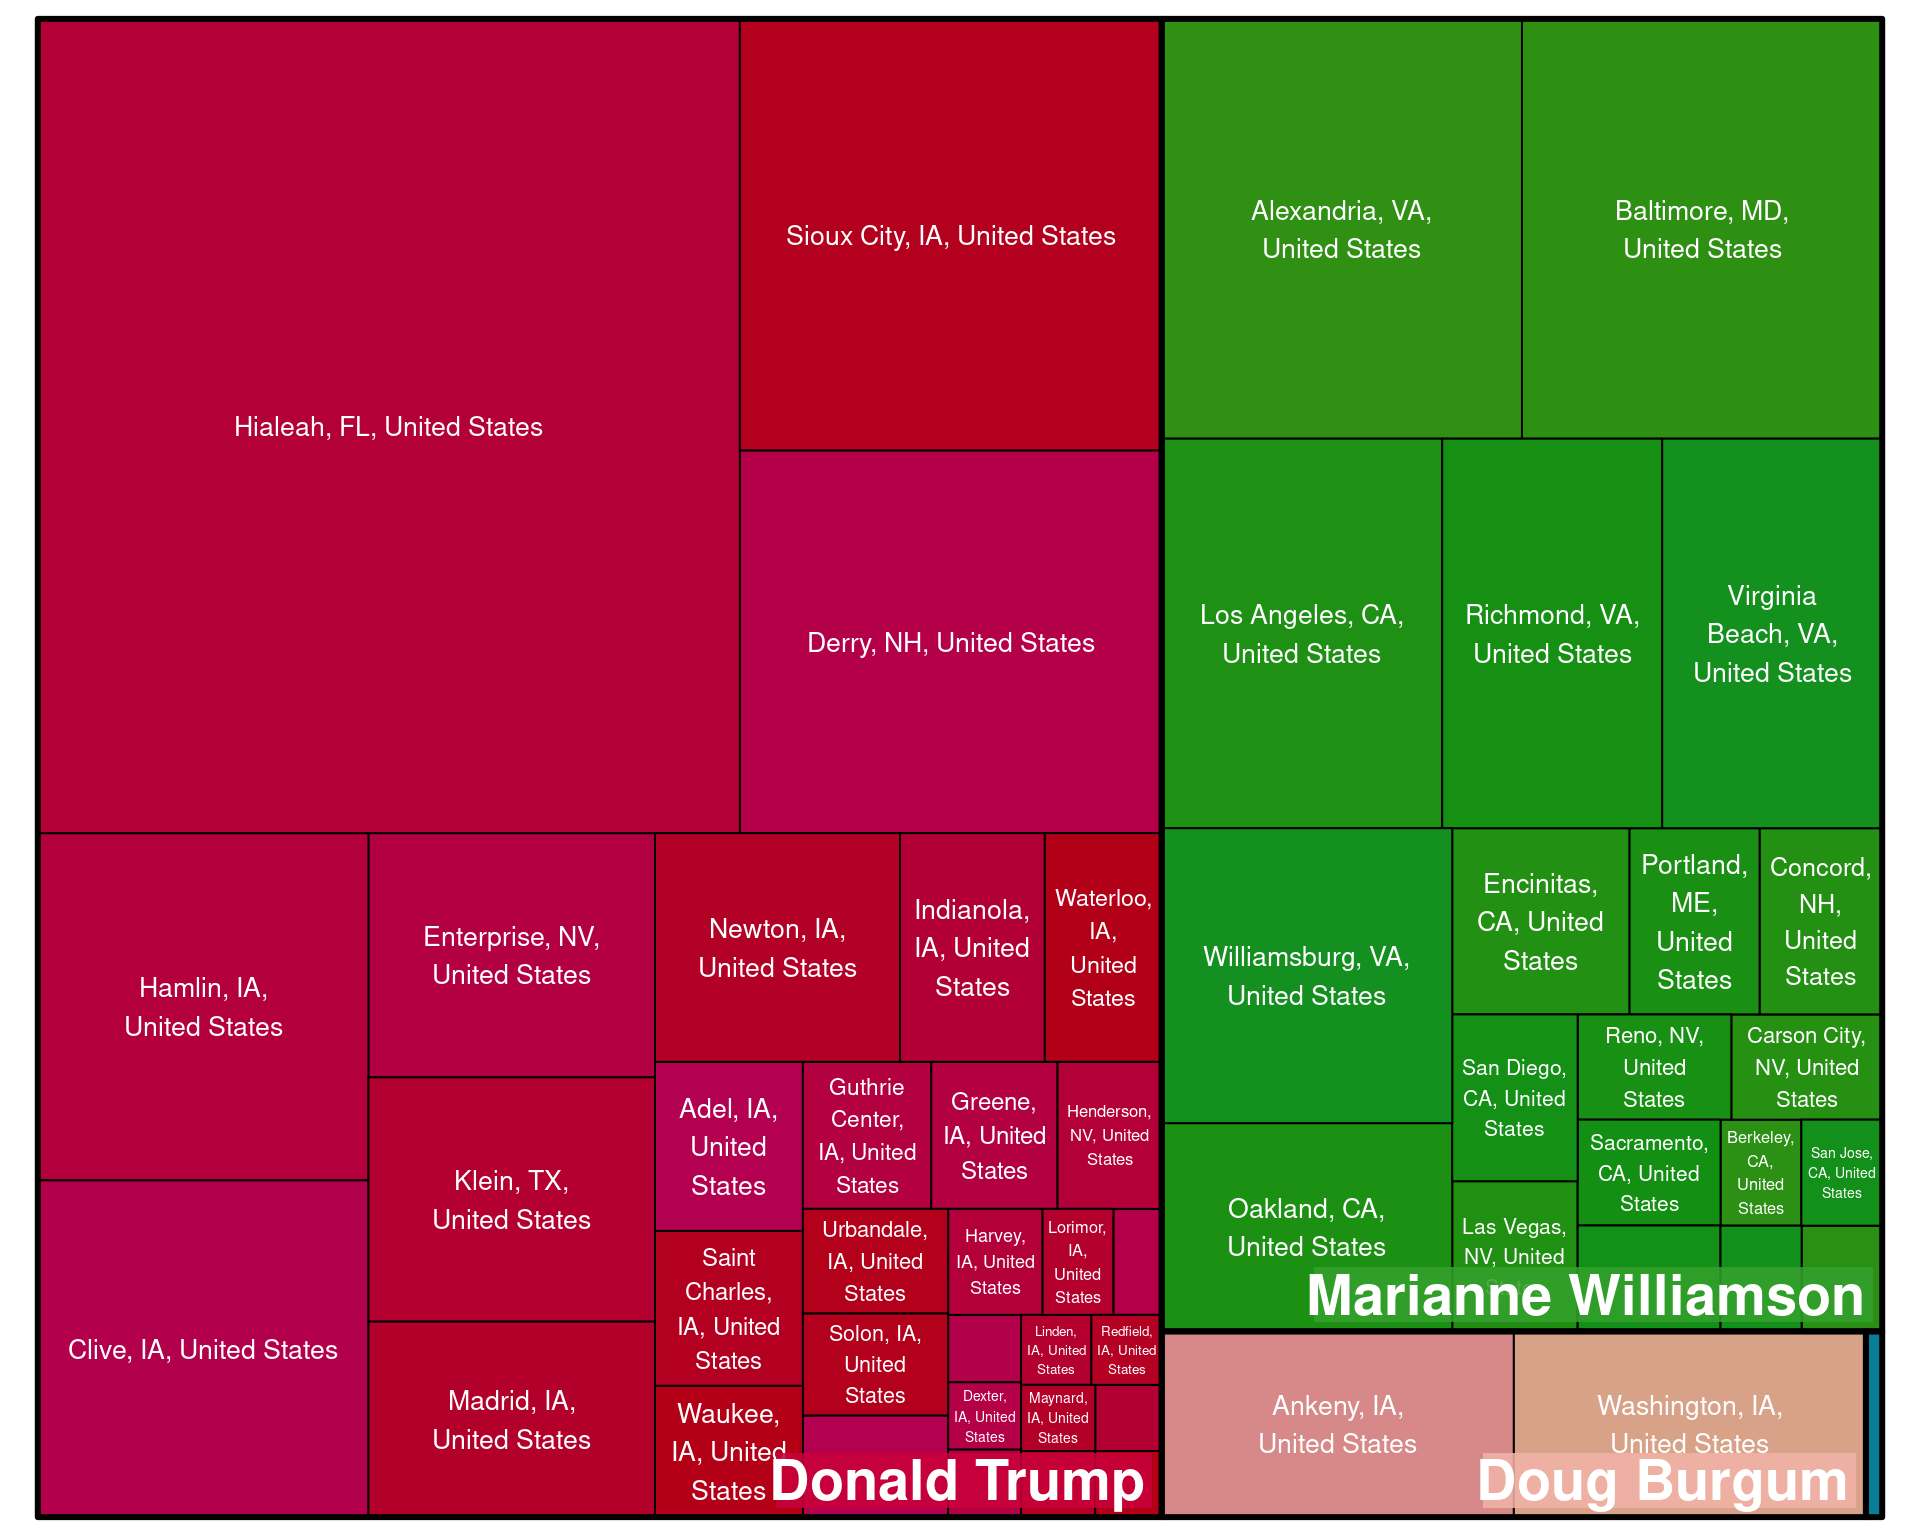 Hialeah, FL, United States
Sioux City, IA, United States
Derry, NH, United States
Hamlin, IA,
United States
Clive, IA, United States
Enterprise, NV,
United States
Klein, TX,
United States
Madrid, IA,
United States
Newton, IA,
United States
Indianola,
IA, United
States
Waterloo,
IA,
United
States
Adel, IA,
United
States
Saint
Charles,
IA, United
States
Waukee,
IA, United
States
Guthrie
Center,
IA, United
States
Greene,
IA, United
States
Henderson,
NV, United
States
Urbandale,
IA, United
States
Solon, IA,
United
States
Harvey,
IA, United
States
Lorimor,
IA,
United
States
Linden,
IA, United
States
Redfield,
IA, United
States
Dexter,
IA, United
States
Maynard,
IA, United
States
Donald Trump
Alexandria, VA,
United States
Baltimore, MD,
United States
Los Angeles, CA,
United States
Richmond, VA,
United States
Virginia
Beach, VA,
United States
Williamsburg, VA,
United States
Oakland, CA,
United States
Encinitas,
CA, United
States
Portland,
ME,
United
States
Concord,
NH,
United
States
San Diego,
CA, United
States
Las Vegas,
NV, United
Reno, NV,
United
States
Carson City,
NV, United
States
Sacramento,
CA, United
States
Berkeley,
CA,
United
States
San Jose,
CA, United
States
Marianne Williamson
Ankeny, IA,
United States
Washington, IA,
United States
Doug Burgum